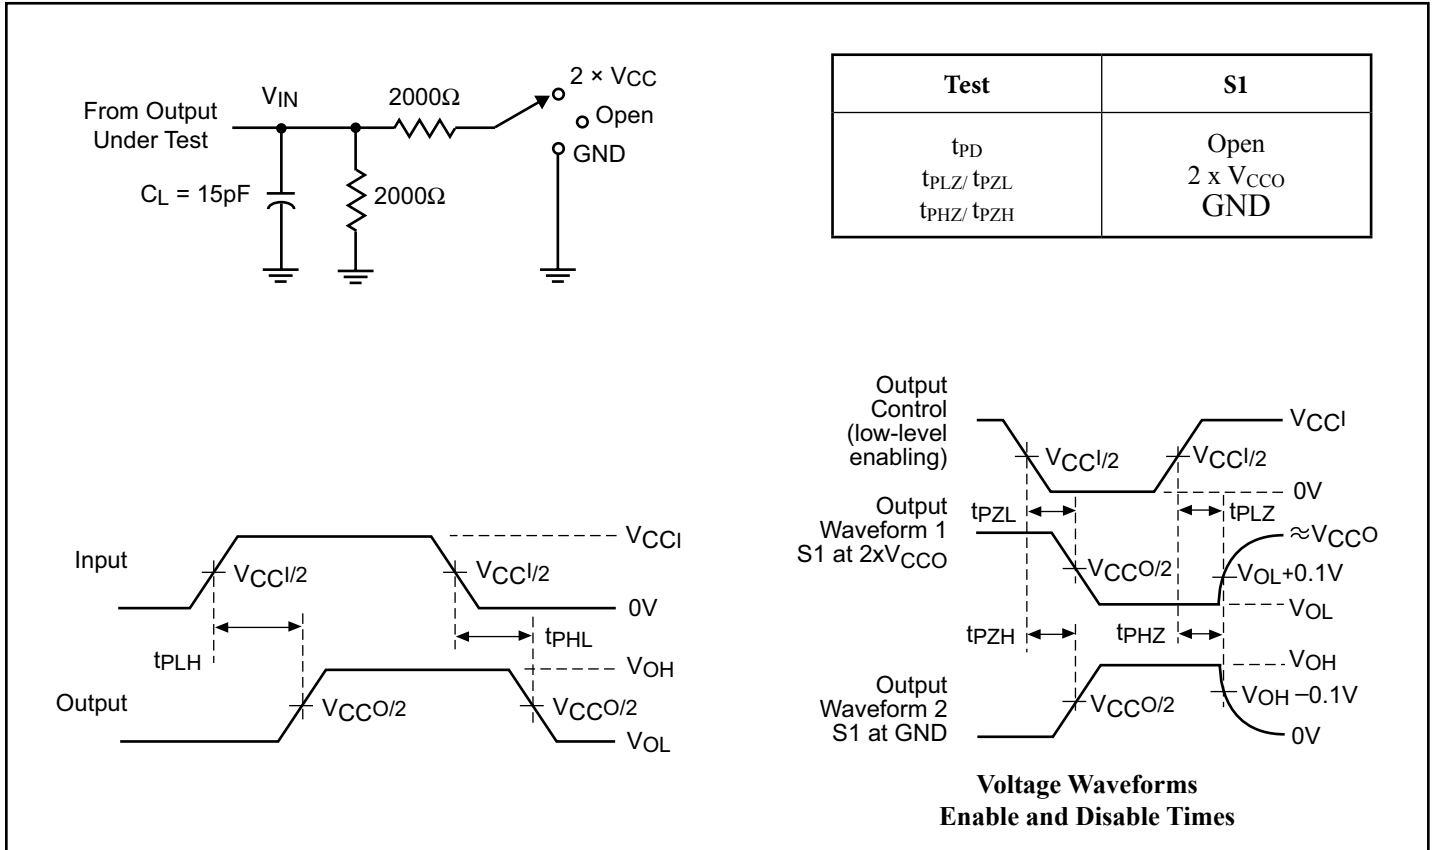 2 × VCC
VIN
2000Ω
Open
From Output
Under Test
GND
CL = 15pF
2000Ω
Test S1
tPD Open
tPLZ/ tPZL 2 x VCCO
tPHZ/ tPZH GND
Input
VCCI/2
VCCI/2
VCCI
0V
tPLH
tPHL
Output
VCCO/2
VCCO/2
VOH
VOL
Output
Control
(low-level
enabling)
VCCI/2
VCCI/2
VCCI
0V
tPZL
tPLZ
Output
Waveform 1
S1 at 2xVCCO
VCCO/2
≈VCCO
VOL+0.1V
VOL
tPZH
tPHZ
Output
Waveform 2
S1 at GND
VCCO/2
VOH
VOH –0.1V
0V
Voltage Waveforms
Enable and Disable Times